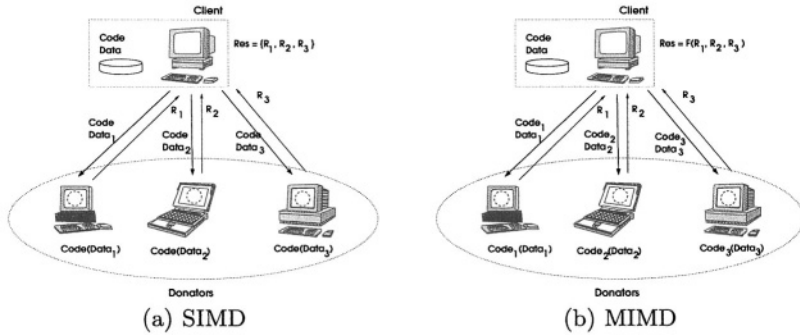 Client
Code
Data
Res = {R1, R2, R3}
R1
R2
R3
Code
Data1
Code
Data2
Code
Data3
Code(Data1)
Code(Data2)
Code(Data3)
Donators
(a) SIMD
Client
Code
Data
Res = F(R1, R2, R3)
R1
R2
R3
Code1
Data1
Code2
Data2
Code3
Data3
Code1(Data1)
Code2(Data2)
Code3(Data3)
Donators
(b) MIMD